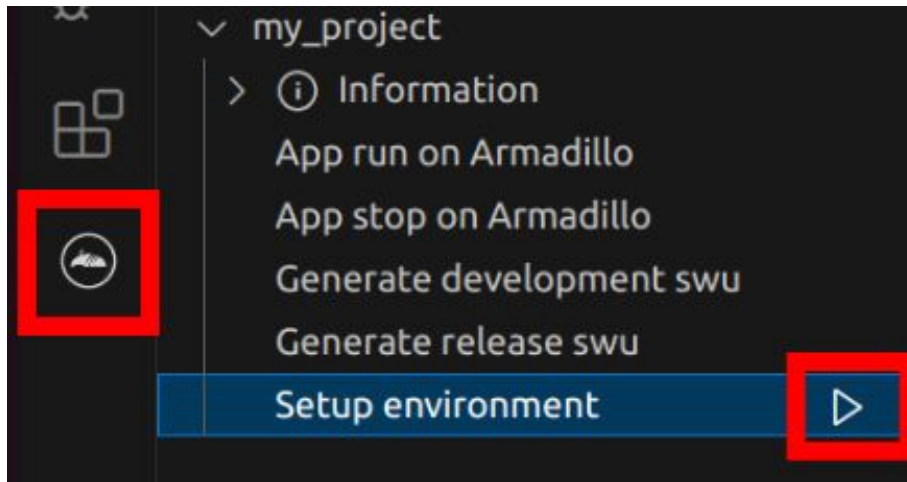 my_project
Information
App run on Armadillo
App stop on Armadillo
Generate development swu
Generate release swu
Setup environment